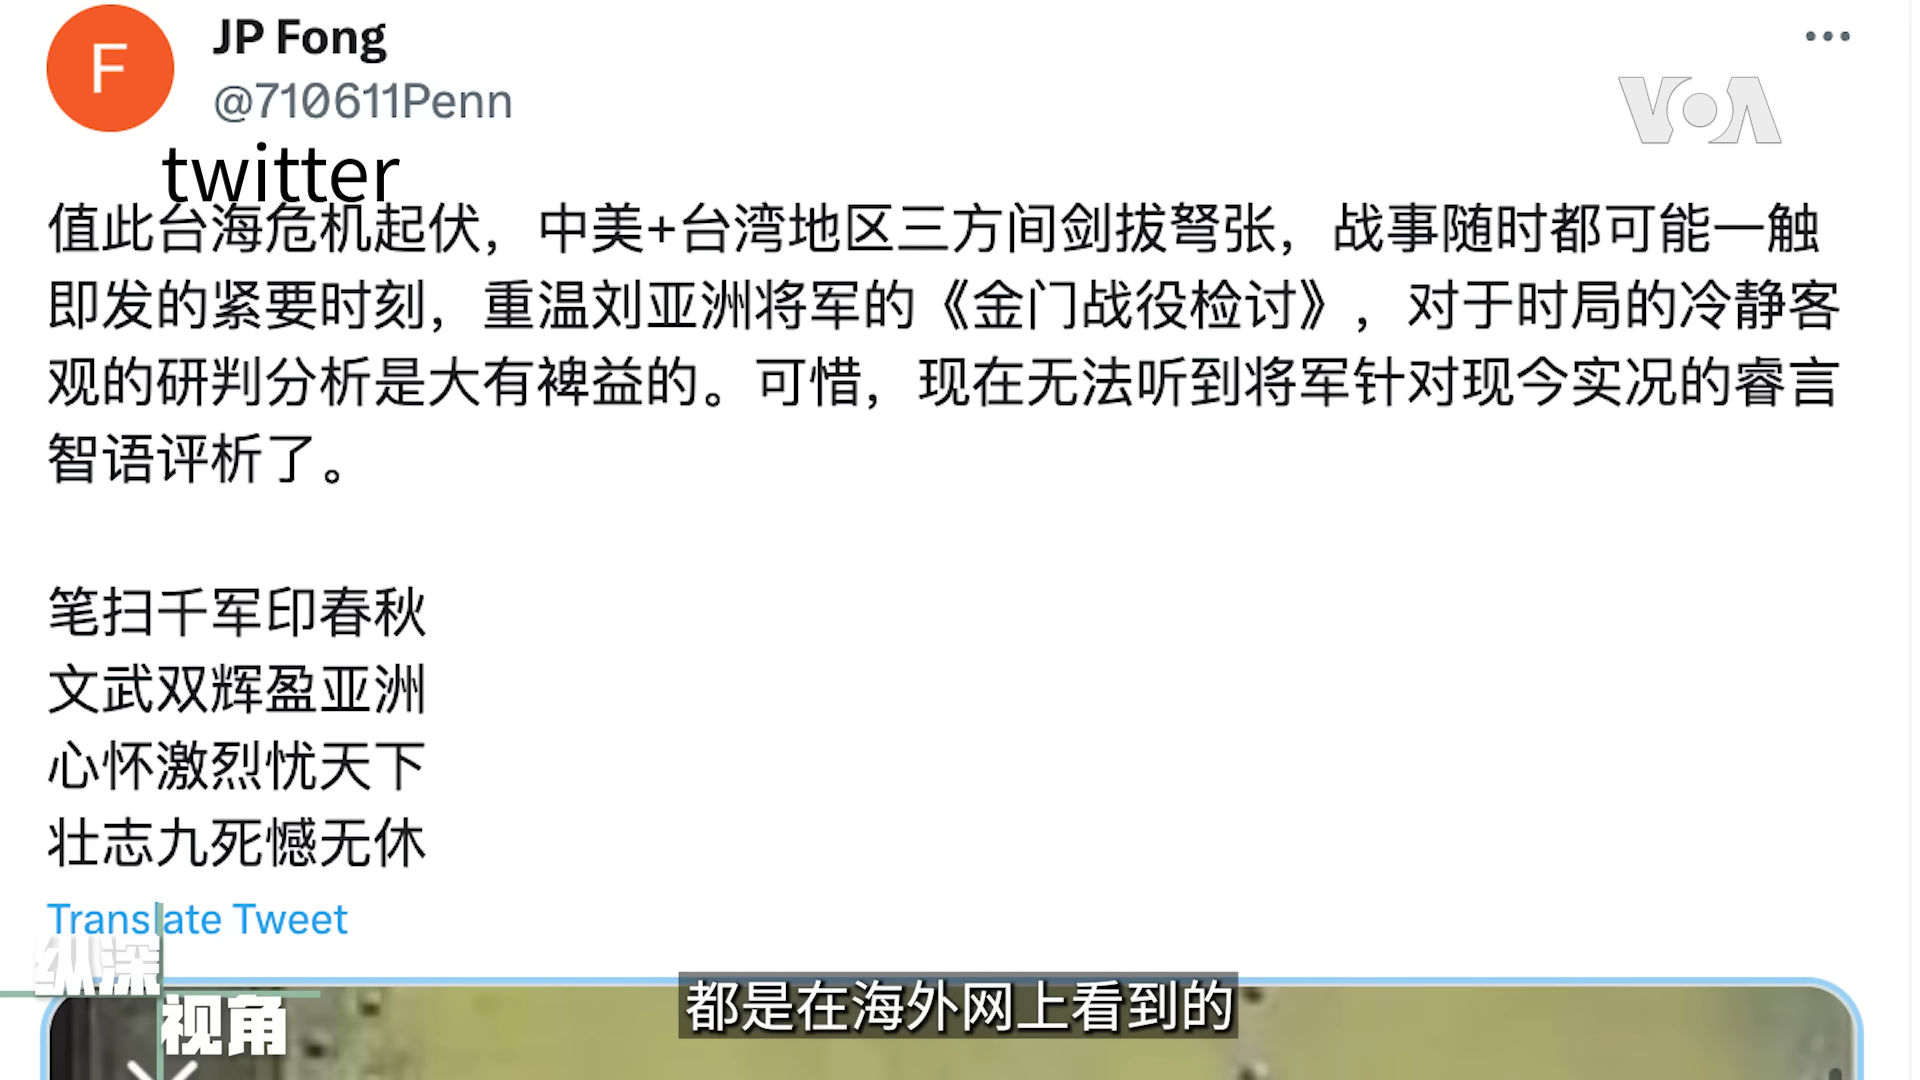 F
JP Fong
@710611Penn
VOA
twitter
值此台海危机起伏，中美+台湾地区三方间剑拔弩张，战事随时都可能一触
即发的紧要时刻，重温刘亚洲将军的《金门战役检讨》，对于时局的冷静客
观的研判分析是大有裨益的。可惜，现在无法听到将军针对现今实况的睿言
智语评析了。
笔扫千军印春秋
文武双辉盈亚洲
心怀激烈忧天下
壮志九死憾无休
Translate Tweet
纵深
视角
都是在海外网上看到的